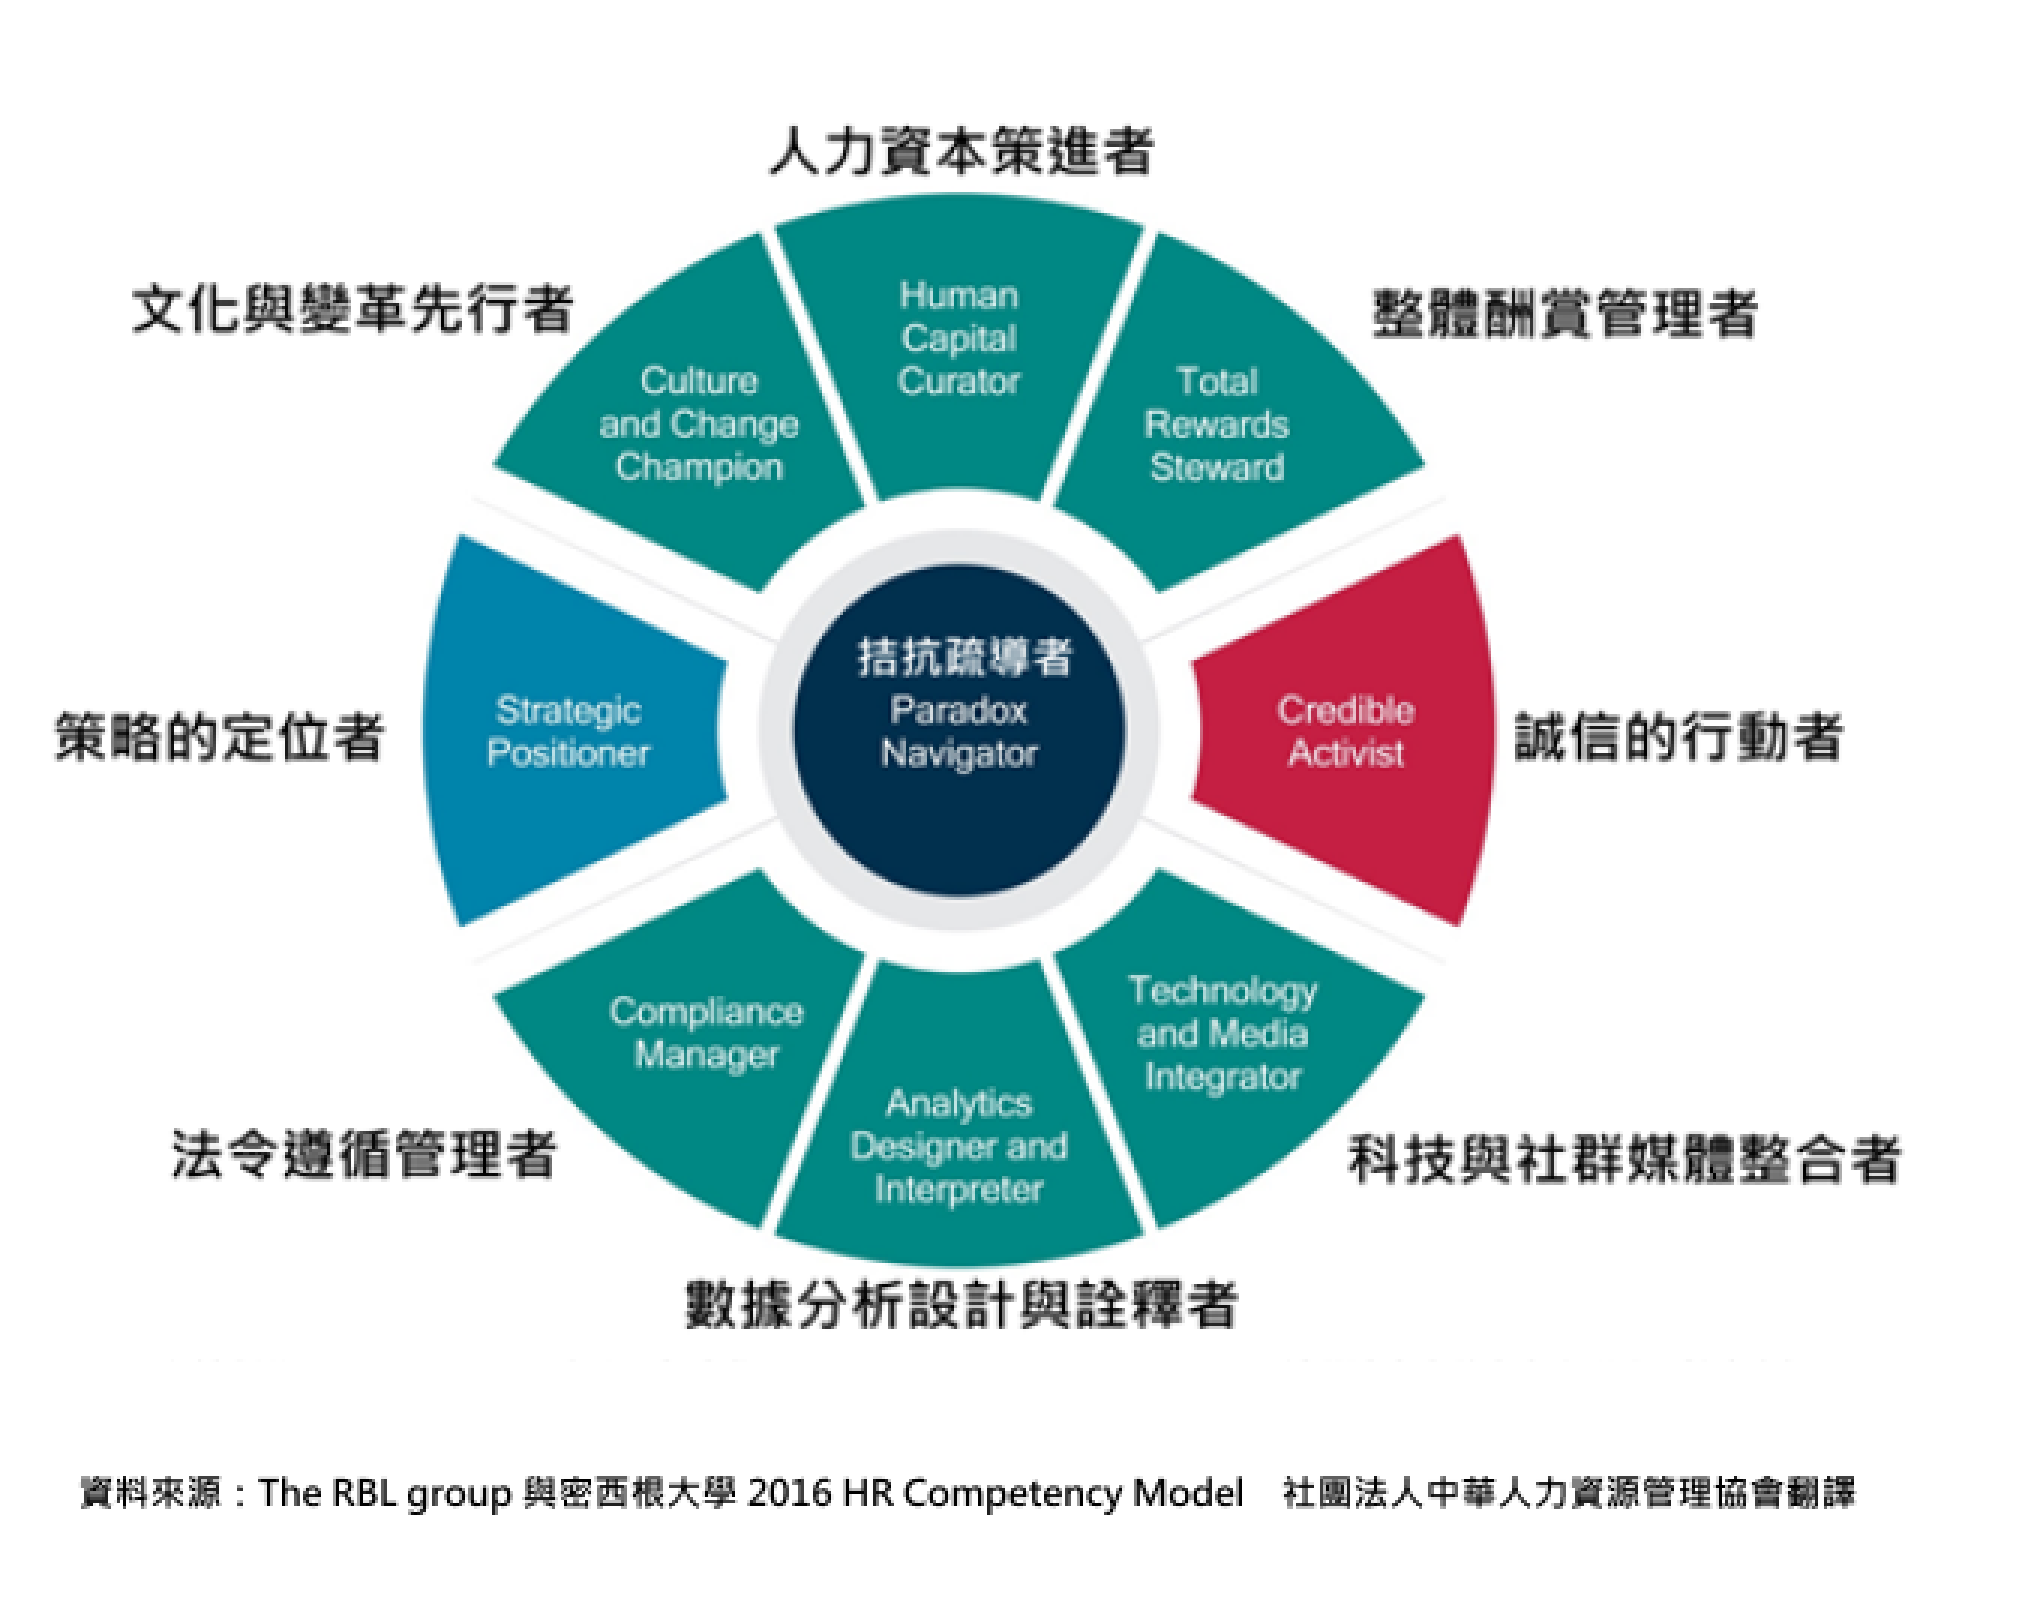 人力資本策進者
文化與變革先行者
整體酬賞管理者
Human
Capital
Curator
Culture
and Change
Champion
Total
Rewards
Steward
策略的定位者
Strategic
Positioner
拮抗疏導者
Paradox
Navigator
Credible
Activist
誠信的行動者
Compliance
Manager
Analytics
Designer and
Interpreter
Technology
and Media
Integrator
法令遵循管理者
科技與社群媒體整合者
數據分析設計與詮釋者
資料來源：The RBL group 與密西根大學 2016 HR Competency Model 社團法人中華人力資源管理協會翻譯